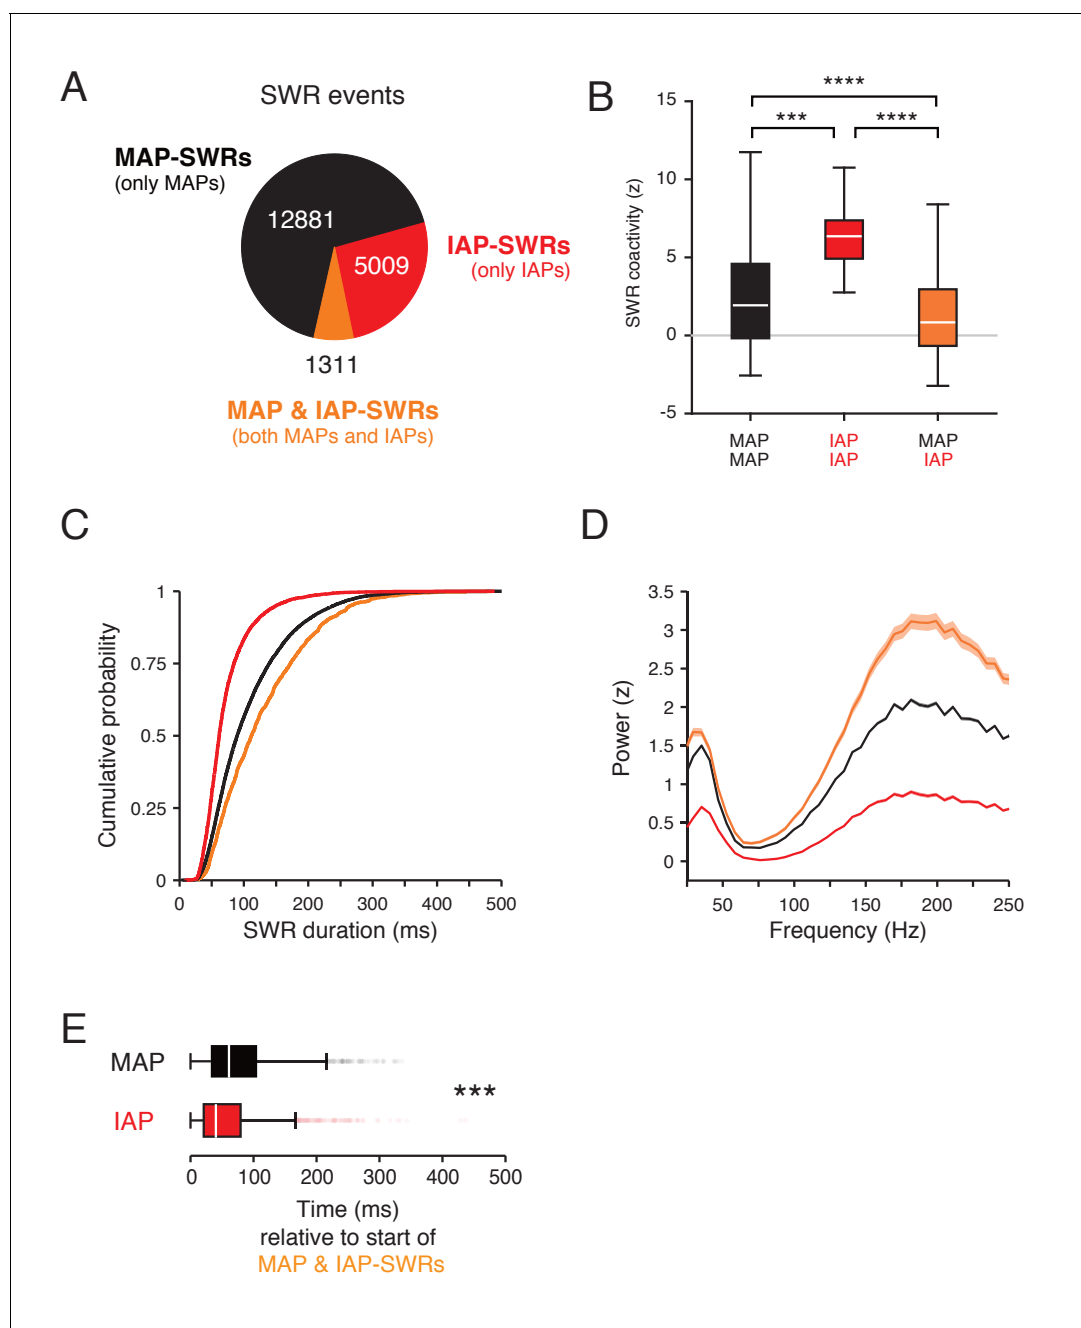 A
SWR events
MAP-SWRs
(only MAPs)
12881
IAP-SWRs
(only IAPs)
5009
1311
MAP & IAP-SWRs
(both MAPs and IAPs)
B
SWR coactivity (z)
15
10
5
0
-5
****
***
****
MAP
MAP
IAP
IAP
MAP
IAP
C
Cumulative probability
1
0.75
0.5
0.25
0
0
100
200
300
400
500
SWR duration (ms)
D
Power (z)
3.5
3
2.5
2
1.5
1
0.5
0
50
100
150
200
250
Frequency (Hz)
E
MAP
IAP
***
0
100
200
300
400
500
Time (ms)
relative to start of
MAP & IAP-SWRs